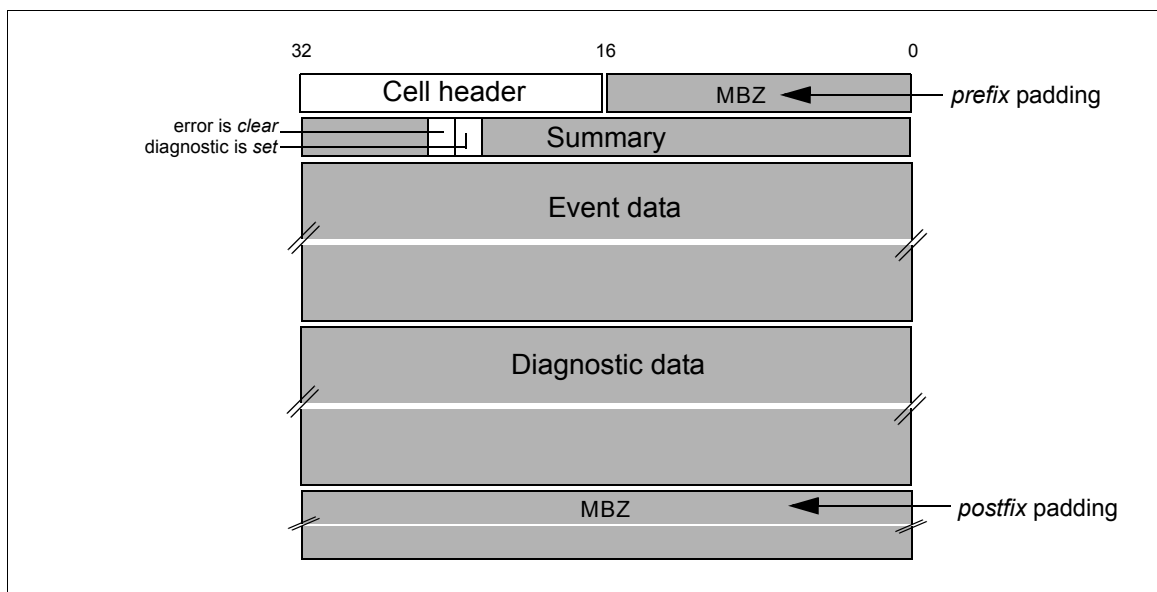 32 16 0
Cell header MBZ prefix padding
error is clear
diagnostic is set
Summary
Event data
Diagnostic data
MBZ postfix padding